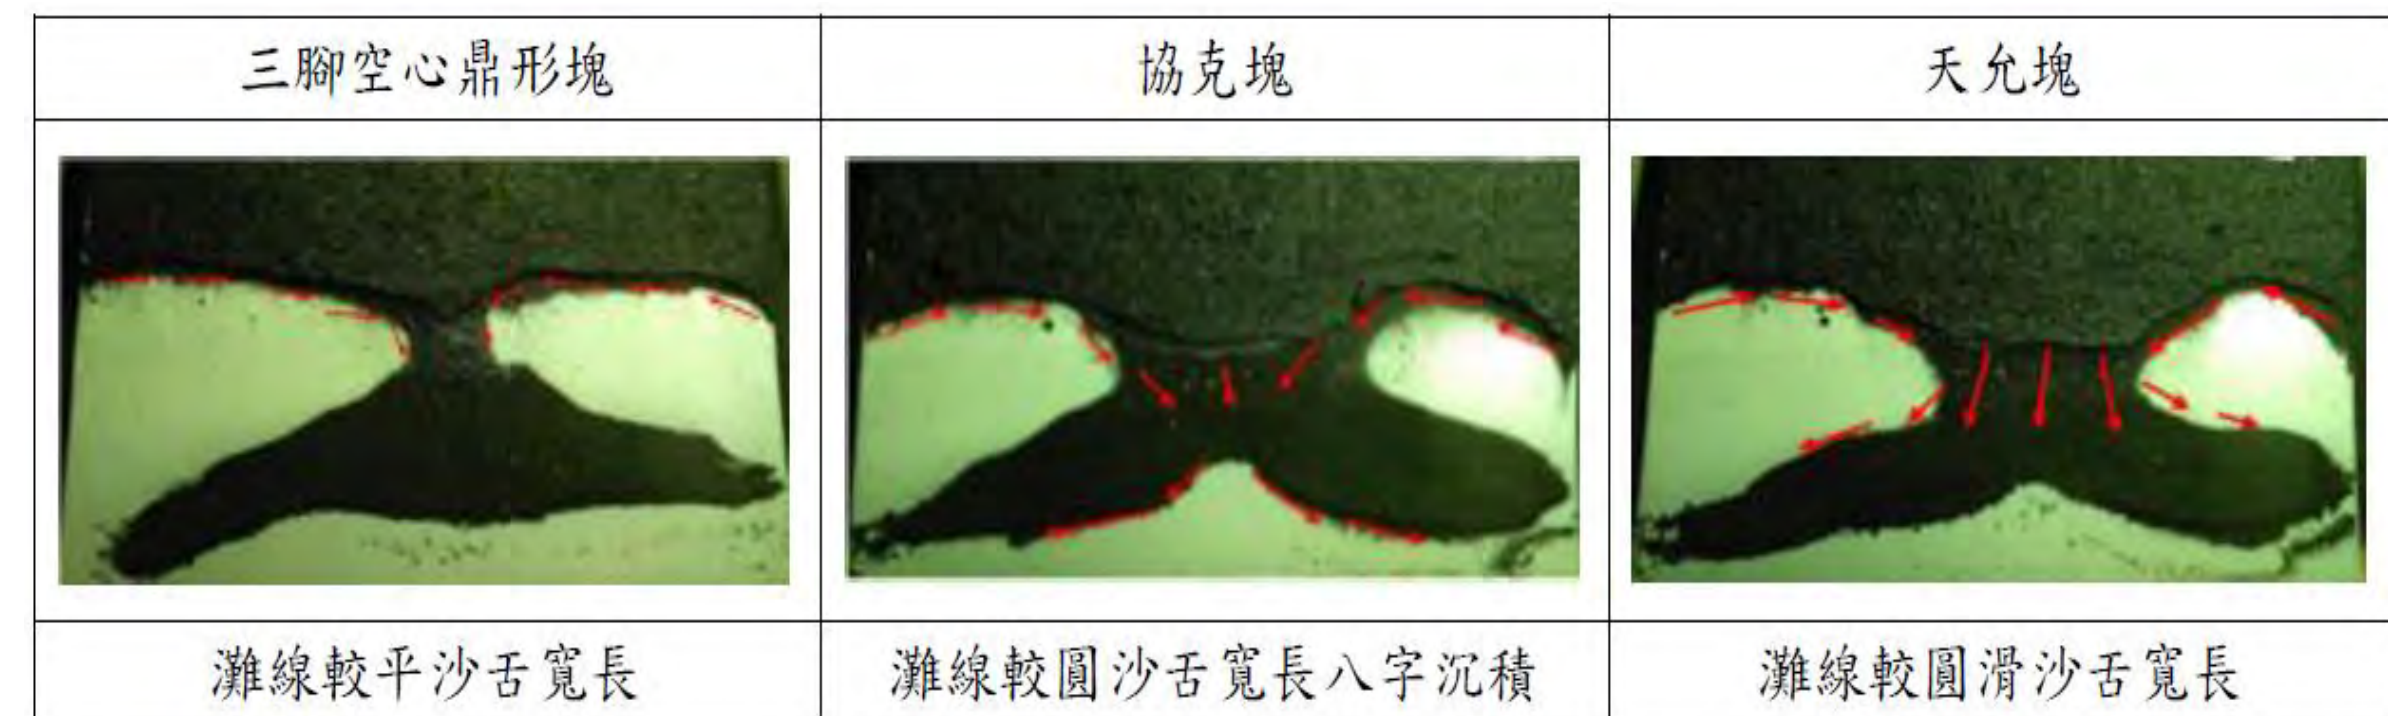 三腳空心鼎形塊
協克塊
天允塊
灘線較平沙舌寬長
灘線較圓沙舌寬長八字沉積
灘線較圓滑沙舌寬長